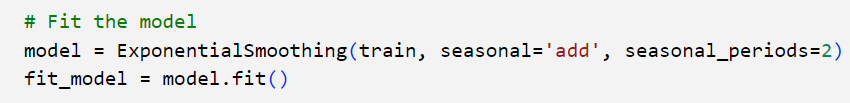 # Fit the model
model = ExponentialSmoothing(train, seasonal='add', seasonal_periods=2)
fit_model = model.fit()